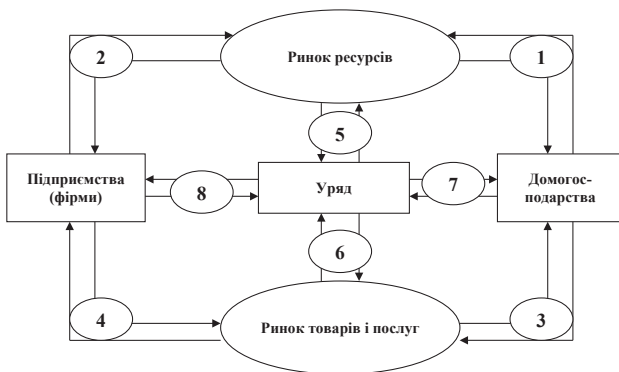 2
Ринок ресурсів
1
5
Підприємства
(фірми)
8
Уряд
7
Домогос-
подарства
6
4
Ринок товарів і послуг
3